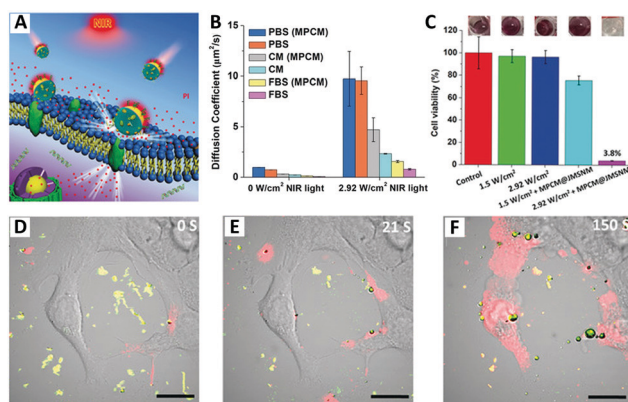 A
NIR
PI
B
Diffusion Coefficient (μm²/s)
15
10
5
0
PBS (MPCM)
PBS
CM (MPCM)
CM
FBS (MPCM)
FBS
0 W/cm² NIR light
2.92 W/cm² NIR light
C
Cell viability (%)
120
100
80
60
40
20
0
3.8%
Control
1.5 W/cm²
2.92 W/cm²
1.5 W/cm² + MPCM@JMSNM
2.92 W/cm² + MPCM@JMSNM
D
0 S
E
21 S
F
150 S